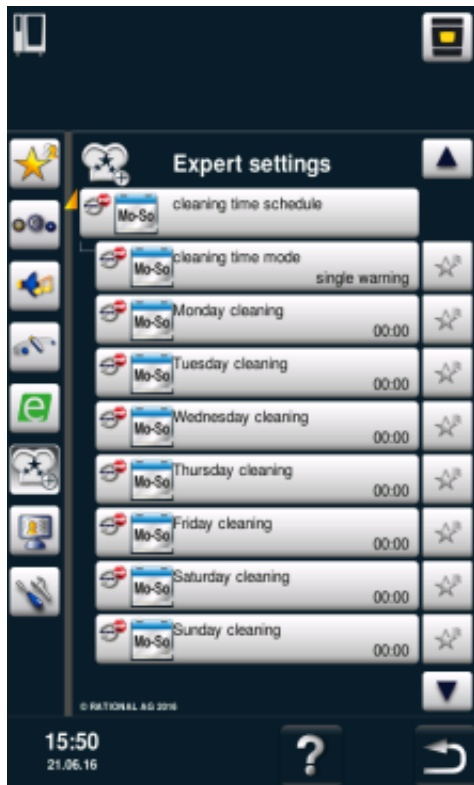 Expert settings
Mo-So
cleaning time schedule
Mo-So
cleaning time mode
single warning
Mo-So
Monday cleaning
00:00
Mo-So
Tuesday cleaning
00:00
Mo-So
Wednesday cleaning
00:00
Mo-So
Thursday cleaning
00:00
Mo-So
Friday cleaning
00:00
Mo-So
Saturday cleaning
00:00
Mo-So
Sunday cleaning
00:00
© RATIONAL AG 2016
15:50
21.06.16
?